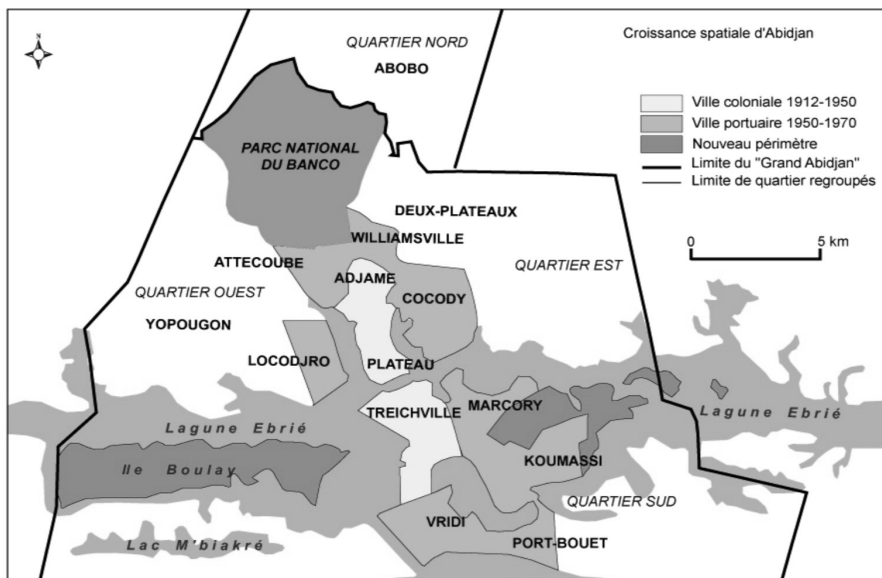 QUARTIER NORD
ABOBO
Croissance spatiale d'Abidjan
Ville coloniale 1912-1950
Ville portuaire 1950-1970
Nouveau périmètre
Limite du "Grand Abidjan"
Limite de quartier regroupés
0 5 km
PARC NATIONAL
DU BANCO
DEUX-PLATEAUX
WILLIAMSVILLE
ATTECOUBE
ADJAME
QUARTIER EST
QUARTIER OUEST
COCODY
YOPOUGON
LOCODJRO
PLATEAU
TREICHVILLE
MARCORY
Lagune Ebrié
Lagune Ebrié
Ile Boulay
KOUMASSI
QUARTIER SUD
VRIDI
PORT-BOUET
Lac M'biakré